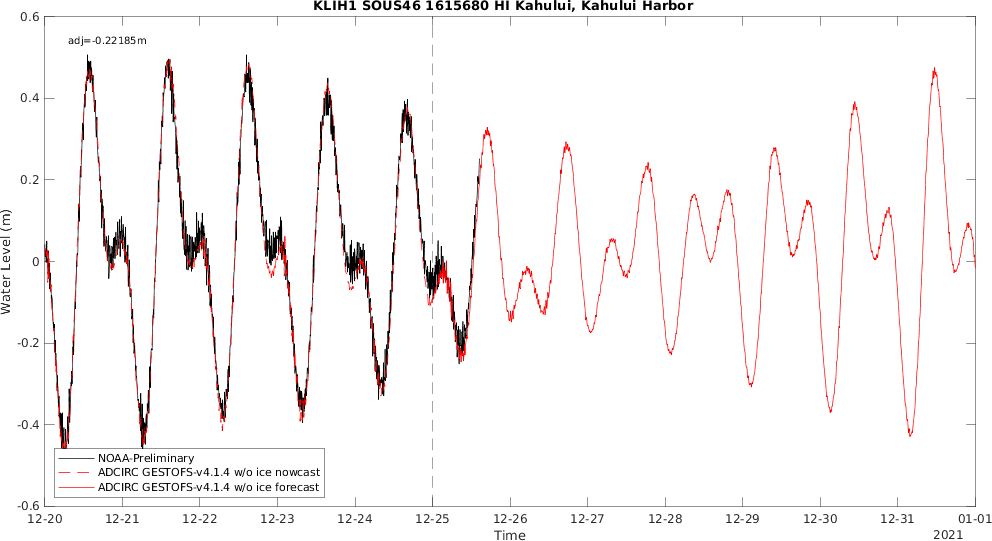 KLIH1 SOUS46 1615680 HI Kahului, Kahului Harbor
adj=-0.22185m
0.6
0.4
0.2
0
-0.2
-0.4
-0.6
Water Level (m)
NOAA-Preliminary
ADCIRC GESTOFS-v4.1.4 w/o ice nowcast
ADCIRC GESTOFS-v4.1.4 w/o ice forecast
12-20 12-21 12-22 12-23 12-24 12-25 12-26 12-27 12-28 12-29 12-30 12-31 01-01
Time
2021